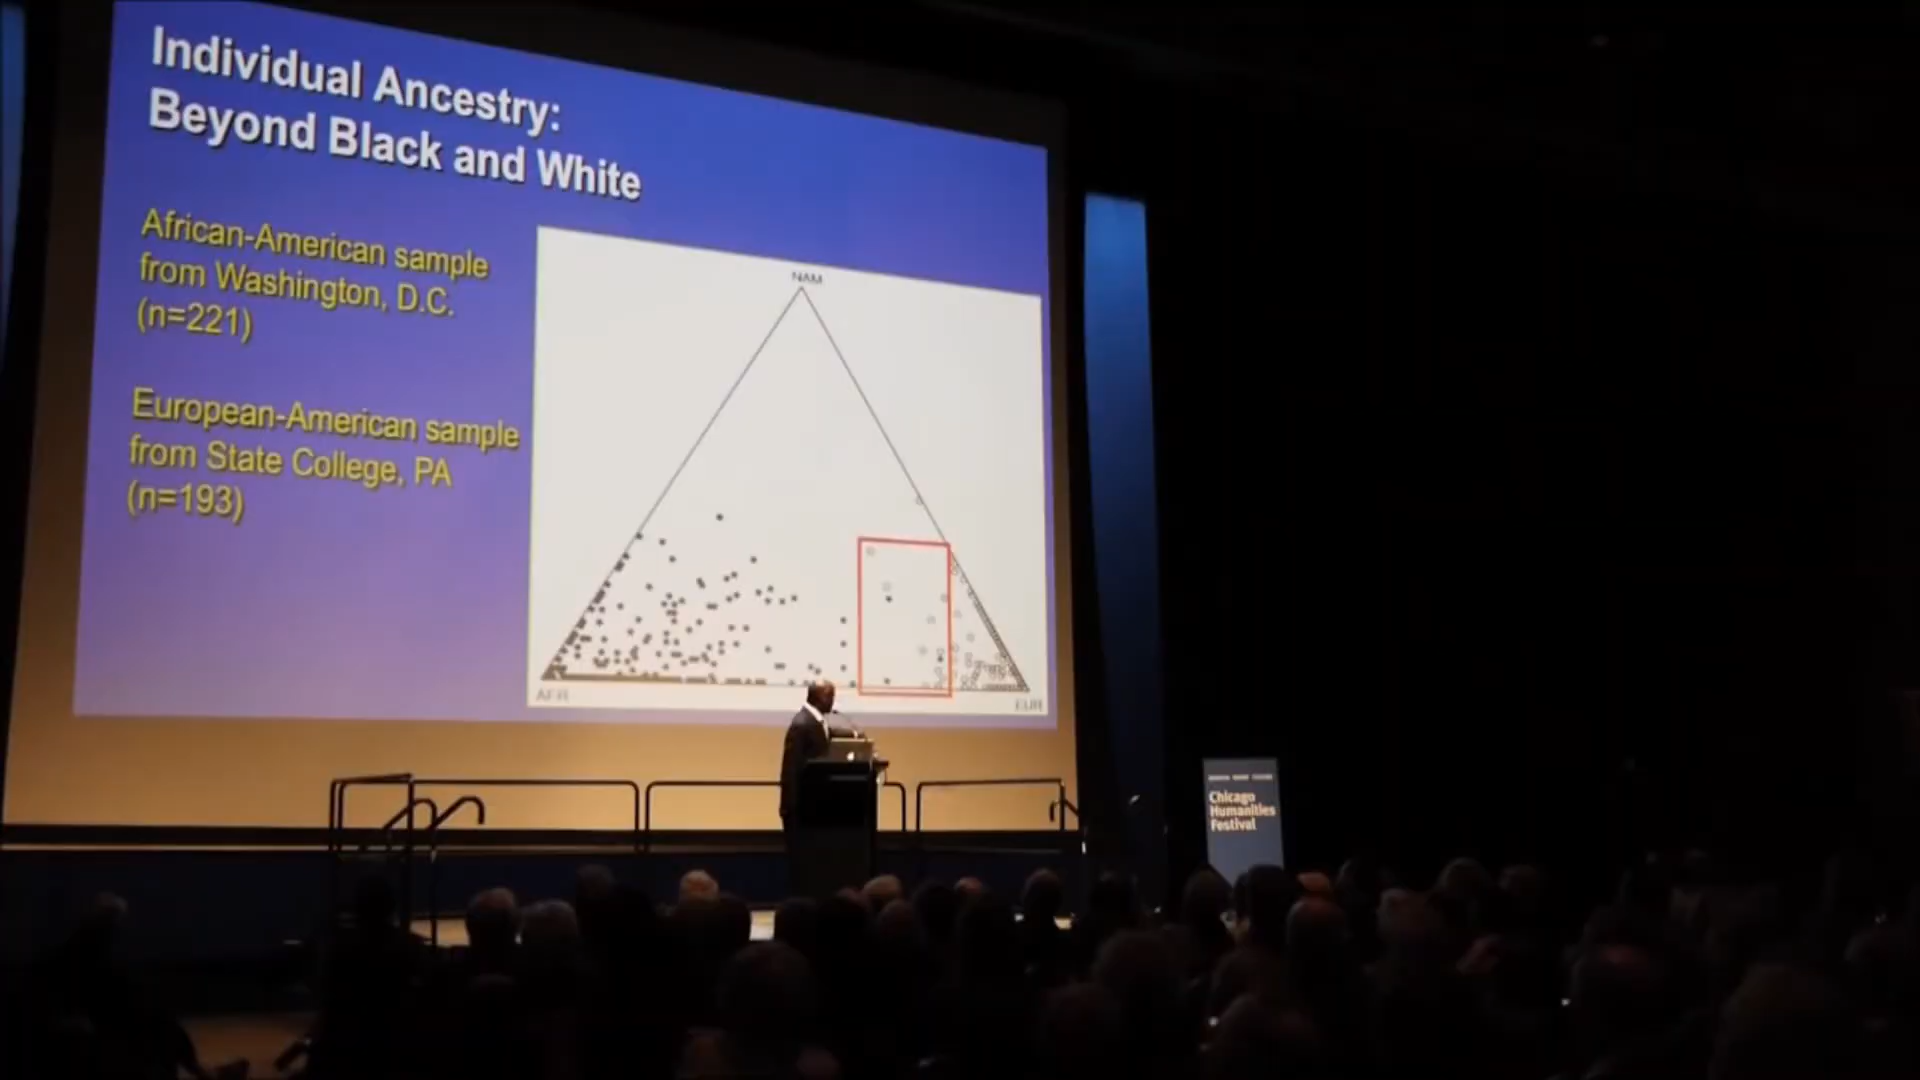 Individual Ancestry:
Beyond Black and White
African-American sample
from Washington, D.C.
(n=221)
European-American sample
from State College, PA
(n=193)
NAM
AFR
EUR
Chicago
Humanities
Festival